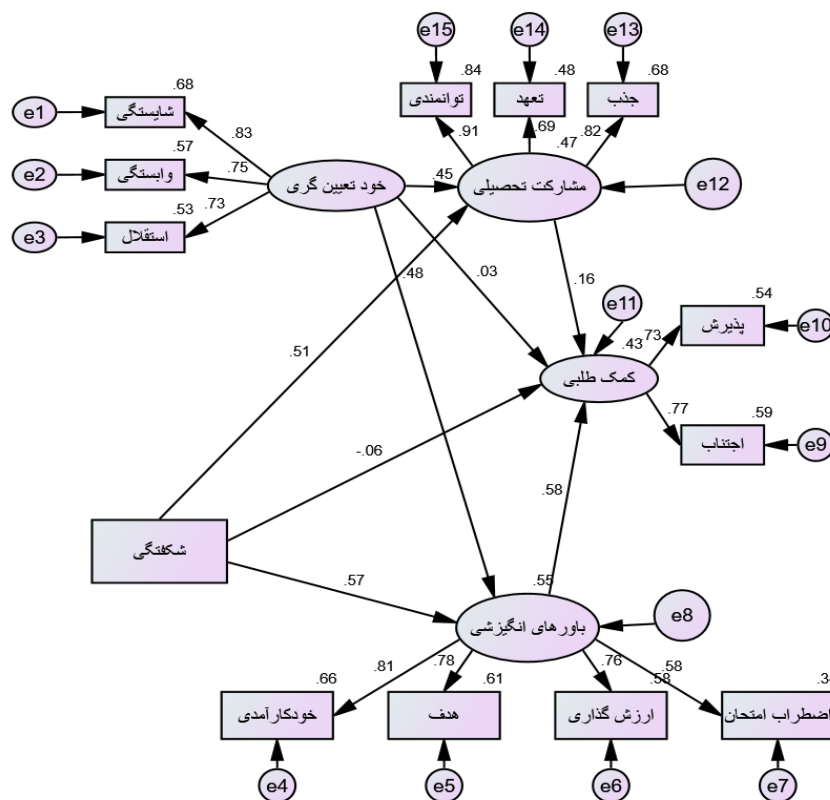 e15
e14
e13
.84
.48
.68
توانمندی
تعهد
جذب
.68
e1
شایستگی
.91
.69
.82
.47
.83
.57
e2
وابستگی
.75
خود تعیین گری
.45
مشارکت تحصیلی
e12
.53
.73
e3
استقلال
.48
.03
.16
e11
.54
پذیرش
e10
.51
.43
.73
کمک طلبی
.77
.59
اجتناب
e9
-.06
.58
شکفتگی
.57
.55
باورهای انگیزشی
e8
.81
.78
.76
.58
.66
.61
.58
.34
خودکارآمدی
هدف
ارزش گذاری
اضطراب امتحان
e4
e5
e6
e7